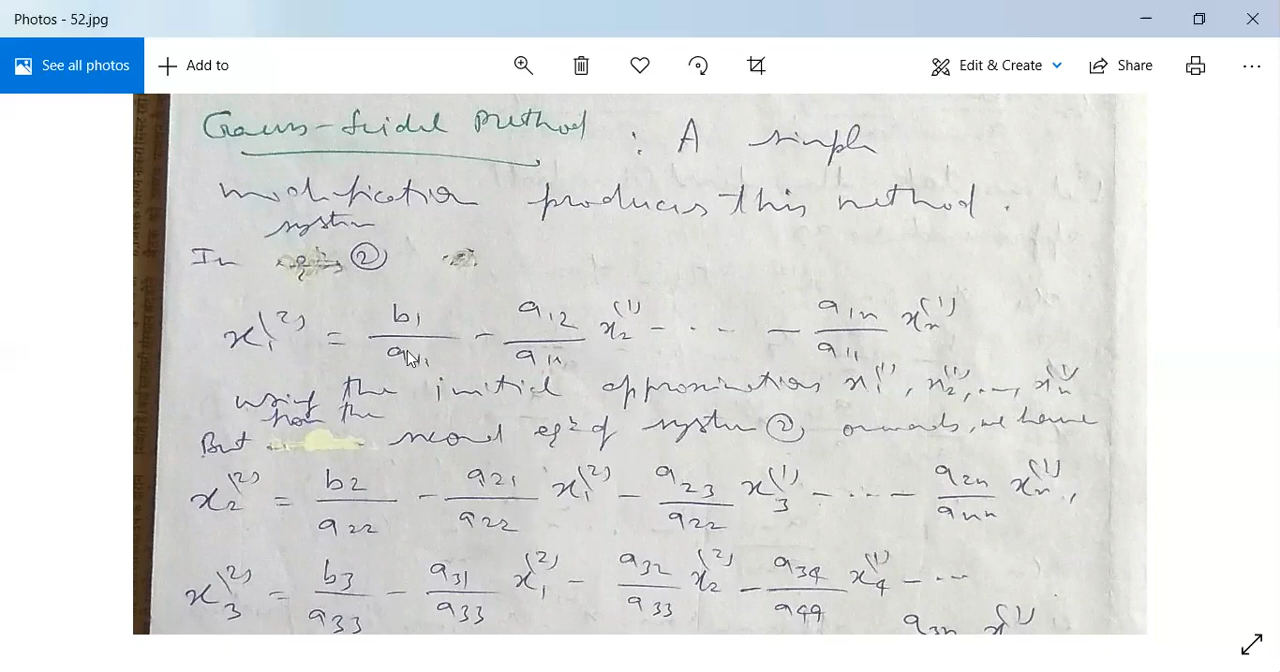 Photos - 52.jpg
See all photos
Add to
Edit & Create
Share
Gauss-Seidel Method : A simple
modification produces this method.
system
In ②
x₁⁽²⁾ = b₁/a₁₁ - a₁₂/a₁₁ x₂⁽¹⁾ - ... - a₁ₙ/a₁₁ xₙ⁽¹⁾
using the initial approximations x₁⁽¹⁾, x₂⁽¹⁾, ..., xₙ⁽¹⁾
from the
But second eqⁿ of system ② onwards, we have
x₂⁽²⁾ = b₂/a₂₂ - a₂₁/a₂₂ x₁⁽²⁾ - a₂₃/a₂₂ x₃⁽¹⁾ - ... - a₂ₙ/aₙₙ xₙ⁽¹⁾,
x₃⁽²⁾ = b₃/a₃₃ - a₃₁/a₃₃ x₁⁽²⁾ - a₃₂/a₃₃ x₂⁽²⁾ - a₃₄/a₄₄ x₄⁽¹⁾ - ...